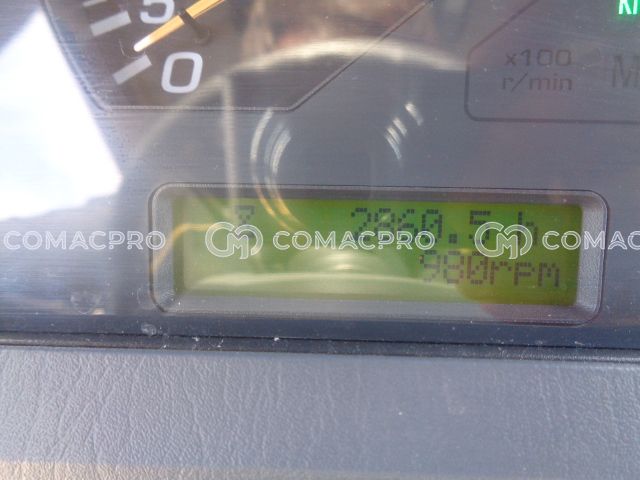 5
0
x100
r/min
2860.5 h
980rpm
COMACPRO COMACPRO COMACPRO